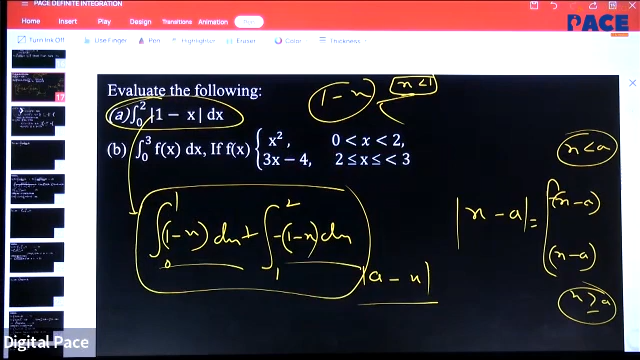 PACE DEFINITE INTEGRATION
Home Insert Draw Design Transitions Animation
Turn Ink Off Use Finger Pen Highlighter Eraser Color Thickness
PACE
17
Evaluate the following:
(a) ∫₀² |1 − x| dx
1 − x x < 1
(b) ∫₀³ f(x) dx, If f(x) { x², 0 < x < 2,
3x − 4, 2 ≤ x ≤ < 3
x < a
∫₀¹ (1 − x) dx + ∫₁² −(1 − x) dx
|x − a| = { −(x − a)
(x − a)
|a − x|
x ≥ a
Digital Pace